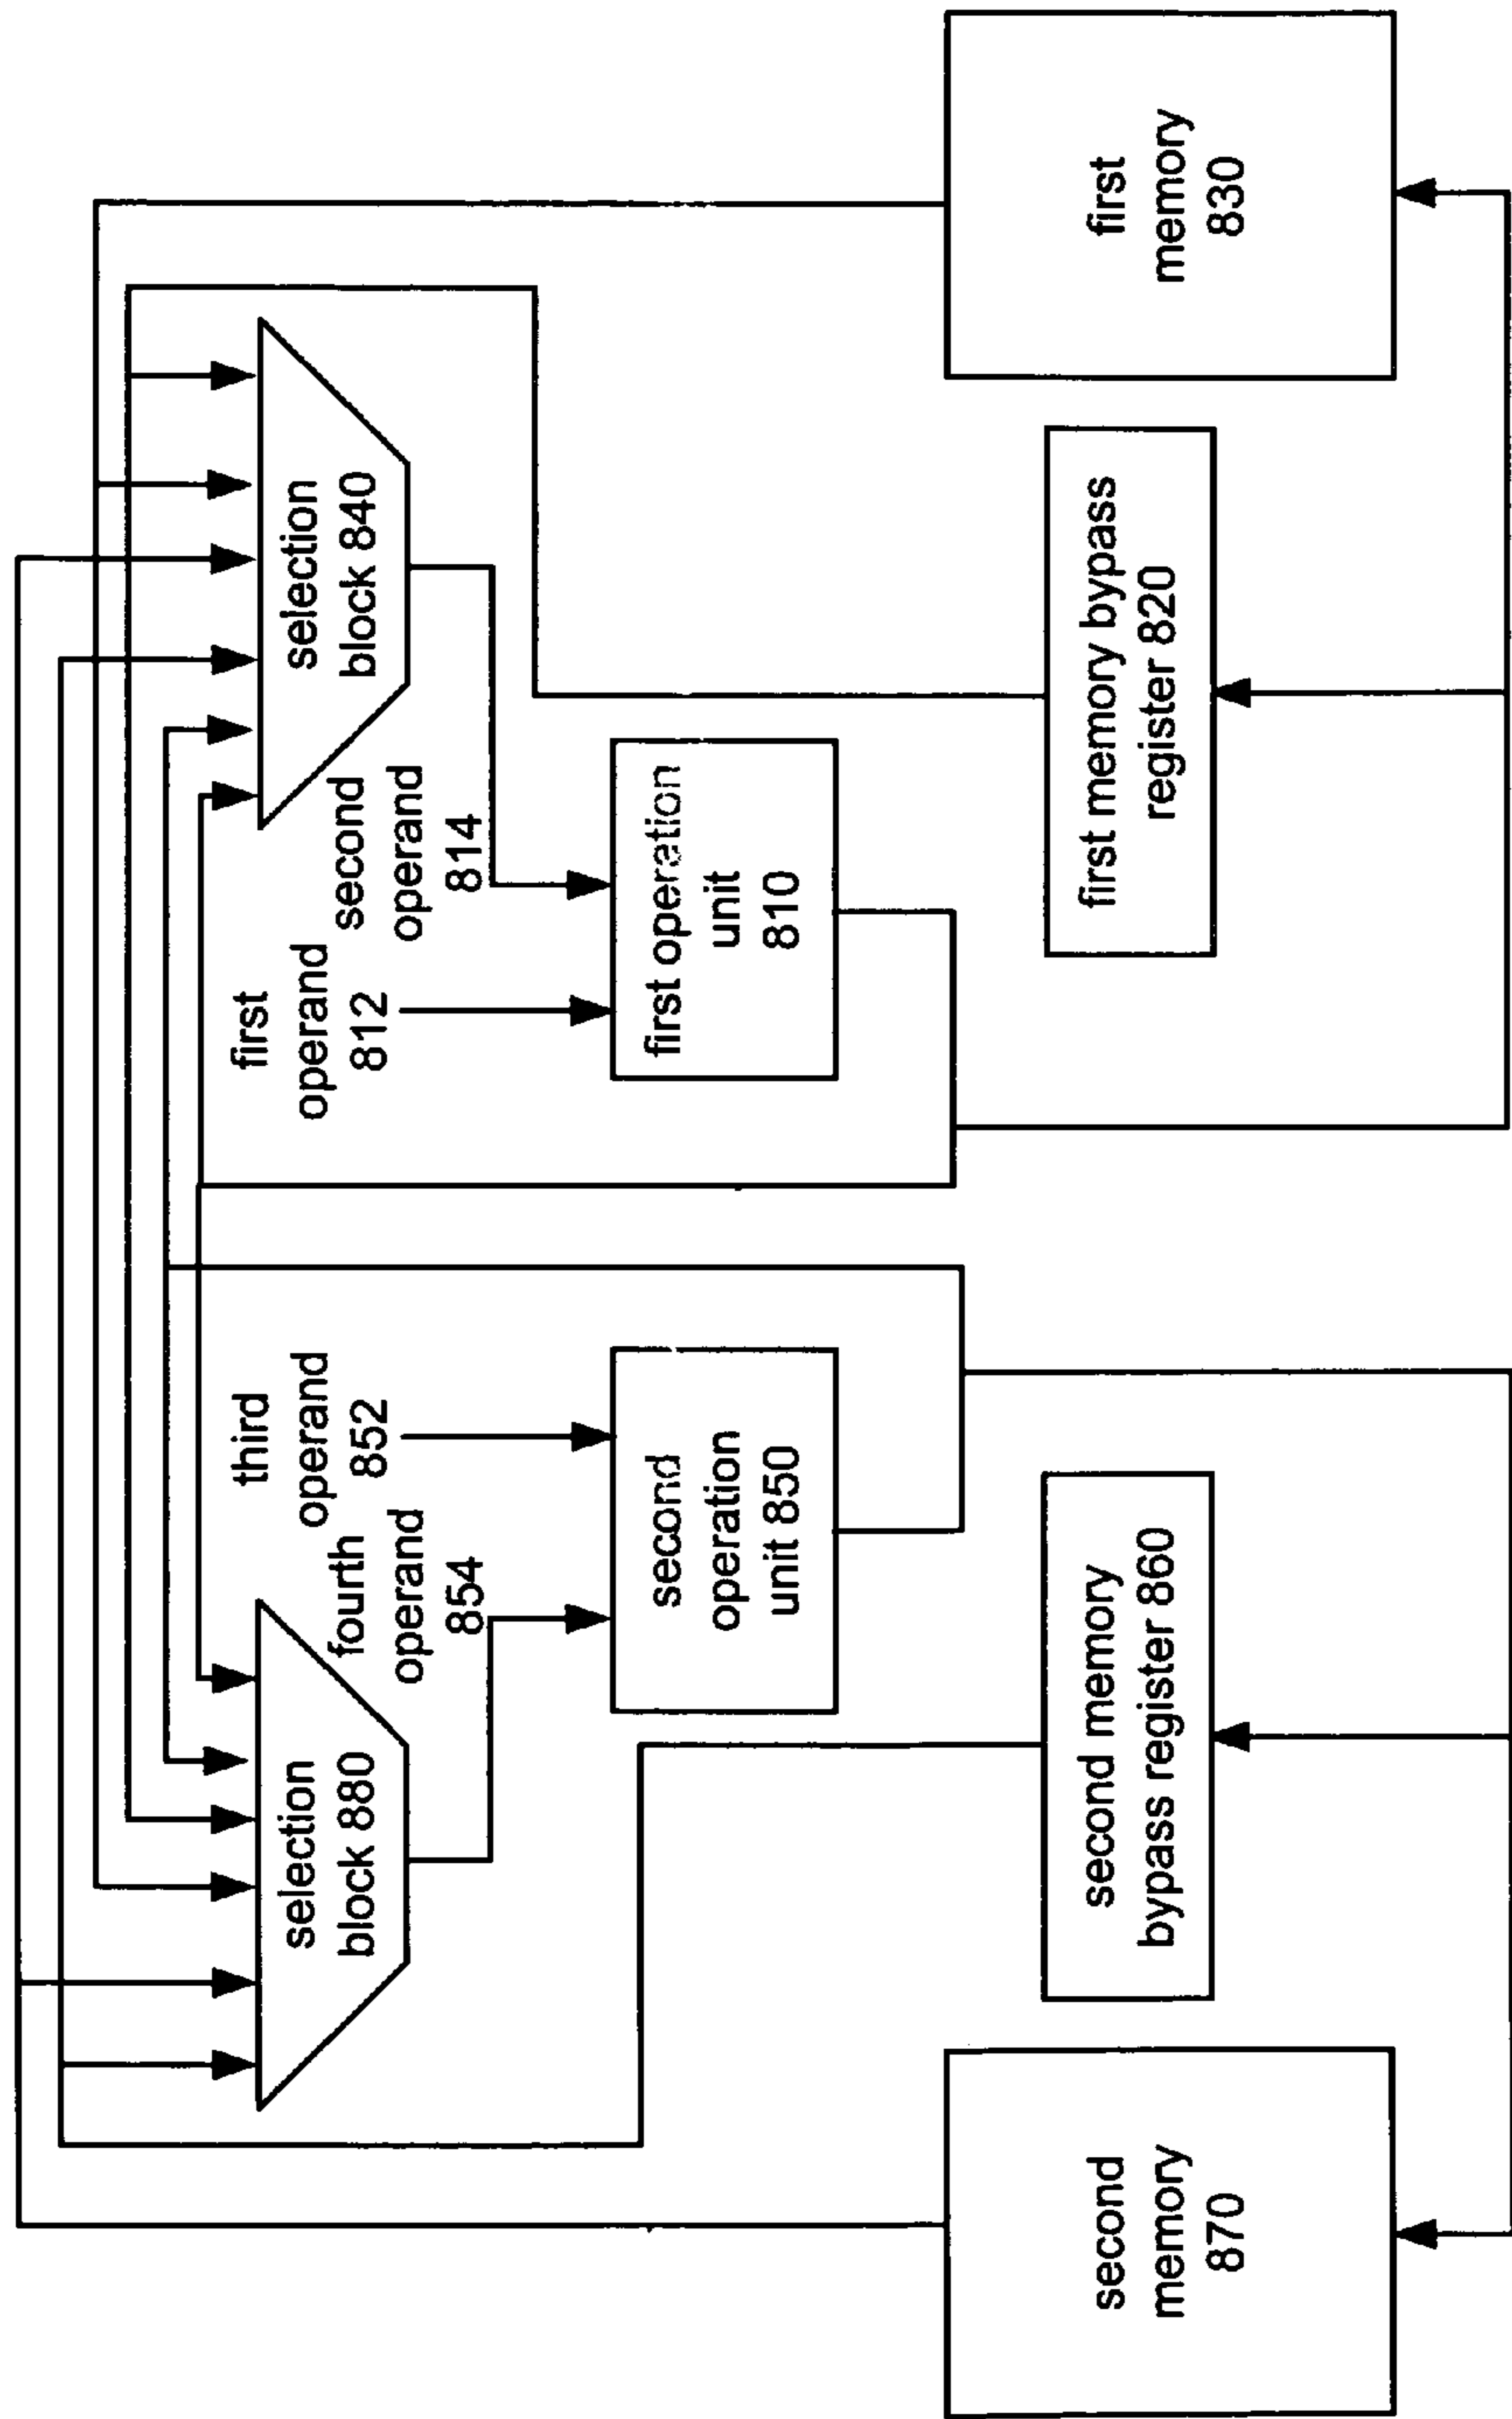 selection
block 880
selection
block 840
third
operand
852
fourth
operand
854
first
operand
812
second
operand
814
second
operation
unit 850
first operation
unit
810
second memory
bypass register 860
first memory bypass
register 820
second
memory
870
first
memory
830